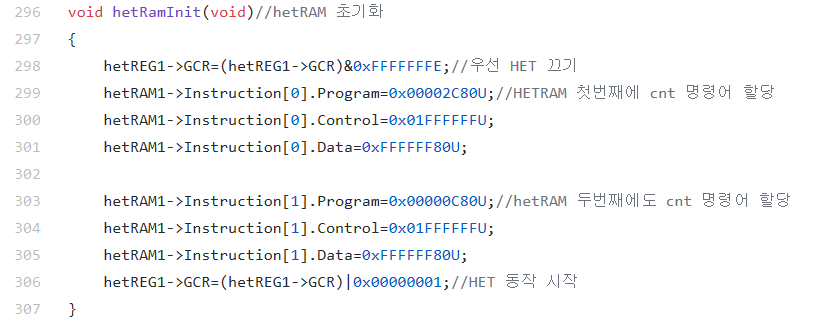 296 void hetRamInit(void)//hetRAM 초기화
297 {
298     hetREG1->GCR=(hetREG1->GCR)&0xFFFFFFFE;//우선 HET 끄기
299     hetRAM1->Instruction[0].Program=0x00002C80U;//HETRAM 첫번째에 cnt 명령어 할당
300     hetRAM1->Instruction[0].Control=0x01FFFFFFU;
301     hetRAM1->Instruction[0].Data=0xFFFFFF80U;
302
303     hetRAM1->Instruction[1].Program=0x00000C80U;//hetRAM 두번째에도 cnt 명령어 할당
304     hetRAM1->Instruction[1].Control=0x01FFFFFFU;
305     hetRAM1->Instruction[1].Data=0xFFFFFF80U;
306     hetREG1->GCR=(hetREG1->GCR)|0x00000001;//HET 동작 시작
307 }